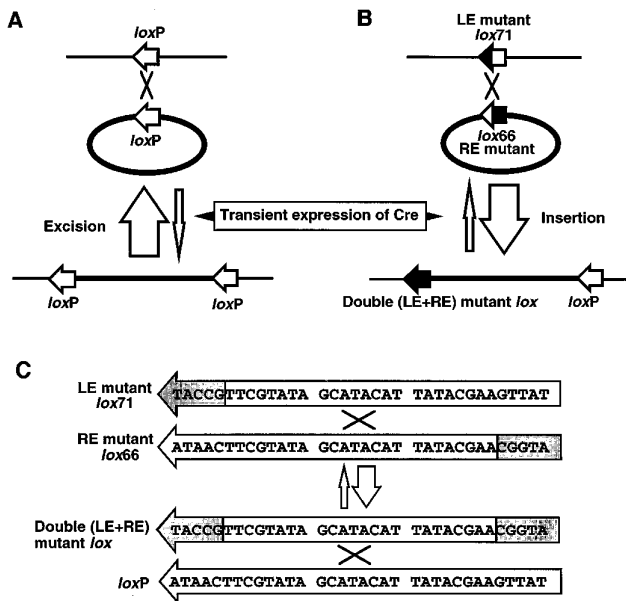 A
loxP
loxP
Excision
loxP
loxP
B
LE mutant
lox71
lox66
RE mutant
Transient expression of Cre
Insertion
Double (LE+RE) mutant lox
loxP
C
LE mutant
lox71
TACCGTTCGTATA GCATACAT TATACGAAGTTAT
RE mutant
lox66
ATAACTTCGTATA GCATACAT TATACGAACGGTA
Double (LE+RE)
mutant lox
TACCGTTCGTATA GCATACAT TATACGAACGGTA
loxP
ATAACTTCGTATA GCATACAT TATACGAAGTTAT